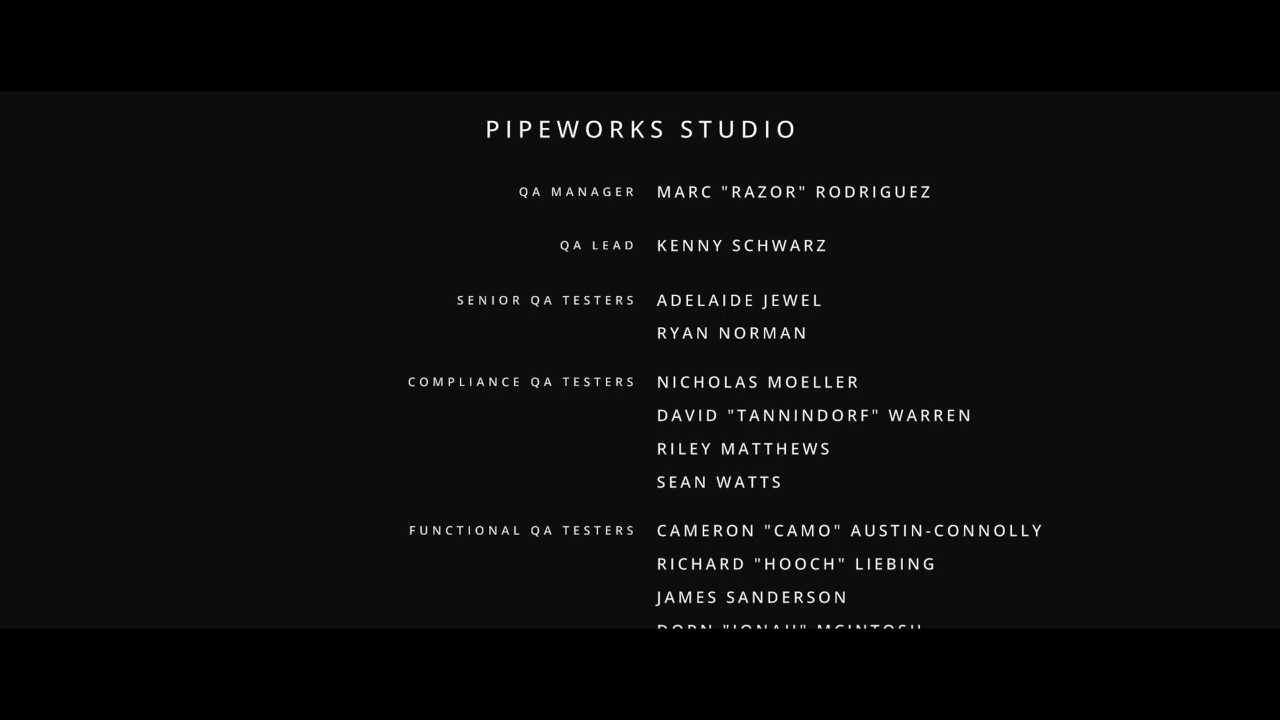 PIPEWORKS STUDIO
QA MANAGER MARC "RAZOR" RODRIGUEZ
QA LEAD KENNY SCHWARZ
SENIOR QA TESTERS ADELAIDE JEWEL
RYAN NORMAN
COMPLIANCE QA TESTERS NICHOLAS MOELLER
DAVID "TANNINDORF" WARREN
RILEY MATTHEWS
SEAN WATTS
FUNCTIONAL QA TESTERS CAMERON "CAMO" AUSTIN-CONNOLLY
RICHARD "HOOCH" LIEBING
JAMES SANDERSON